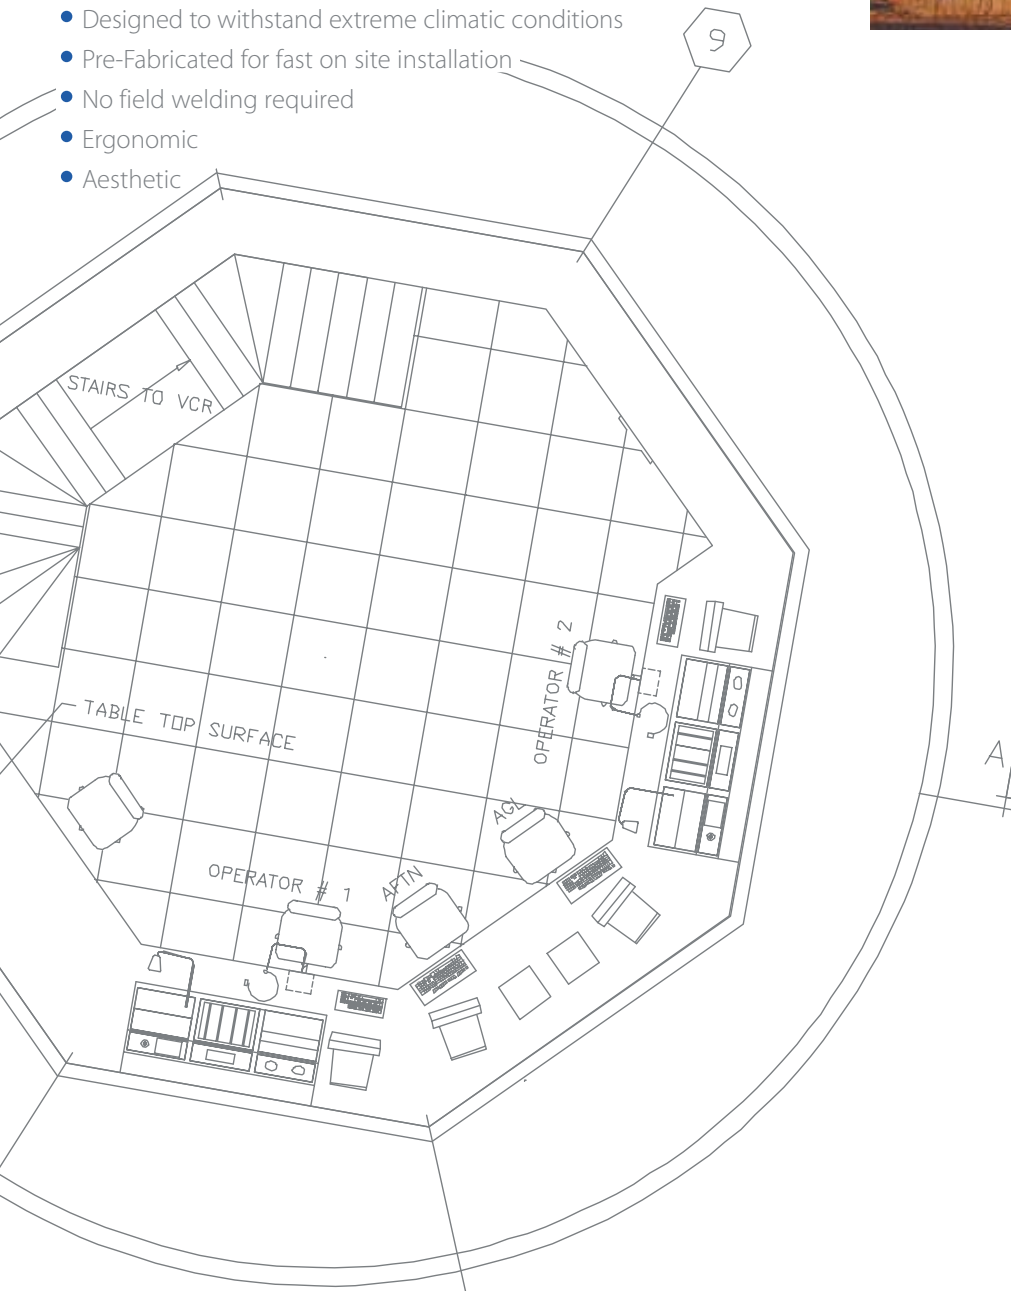 • Designed to withstand extreme climatic conditions
• Pre-Fabricated for fast on site installation
• No field welding required
• Ergonomic
• Aesthetic
9
STAIRS TO VCR
OPERATOR # 2
TABLE TOP SURFACE
A
AGL
OPERATOR # 1
AFTN